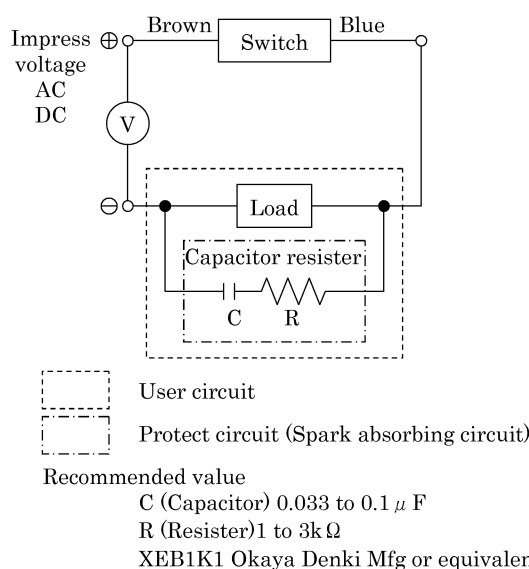 Impress
voltage
AC
DC
⊕
Brown
Switch
Blue
V
⊖
Load
Capacitor resister
C
R
User circuit
Protect circuit (Spark absorbing circuit)
Recommended value
C (Capacitor) 0.033 to 0.1 μ F
R (Resister)1 to 3k Ω
XEB1K1 Okaya Denki Mfg or equivalen